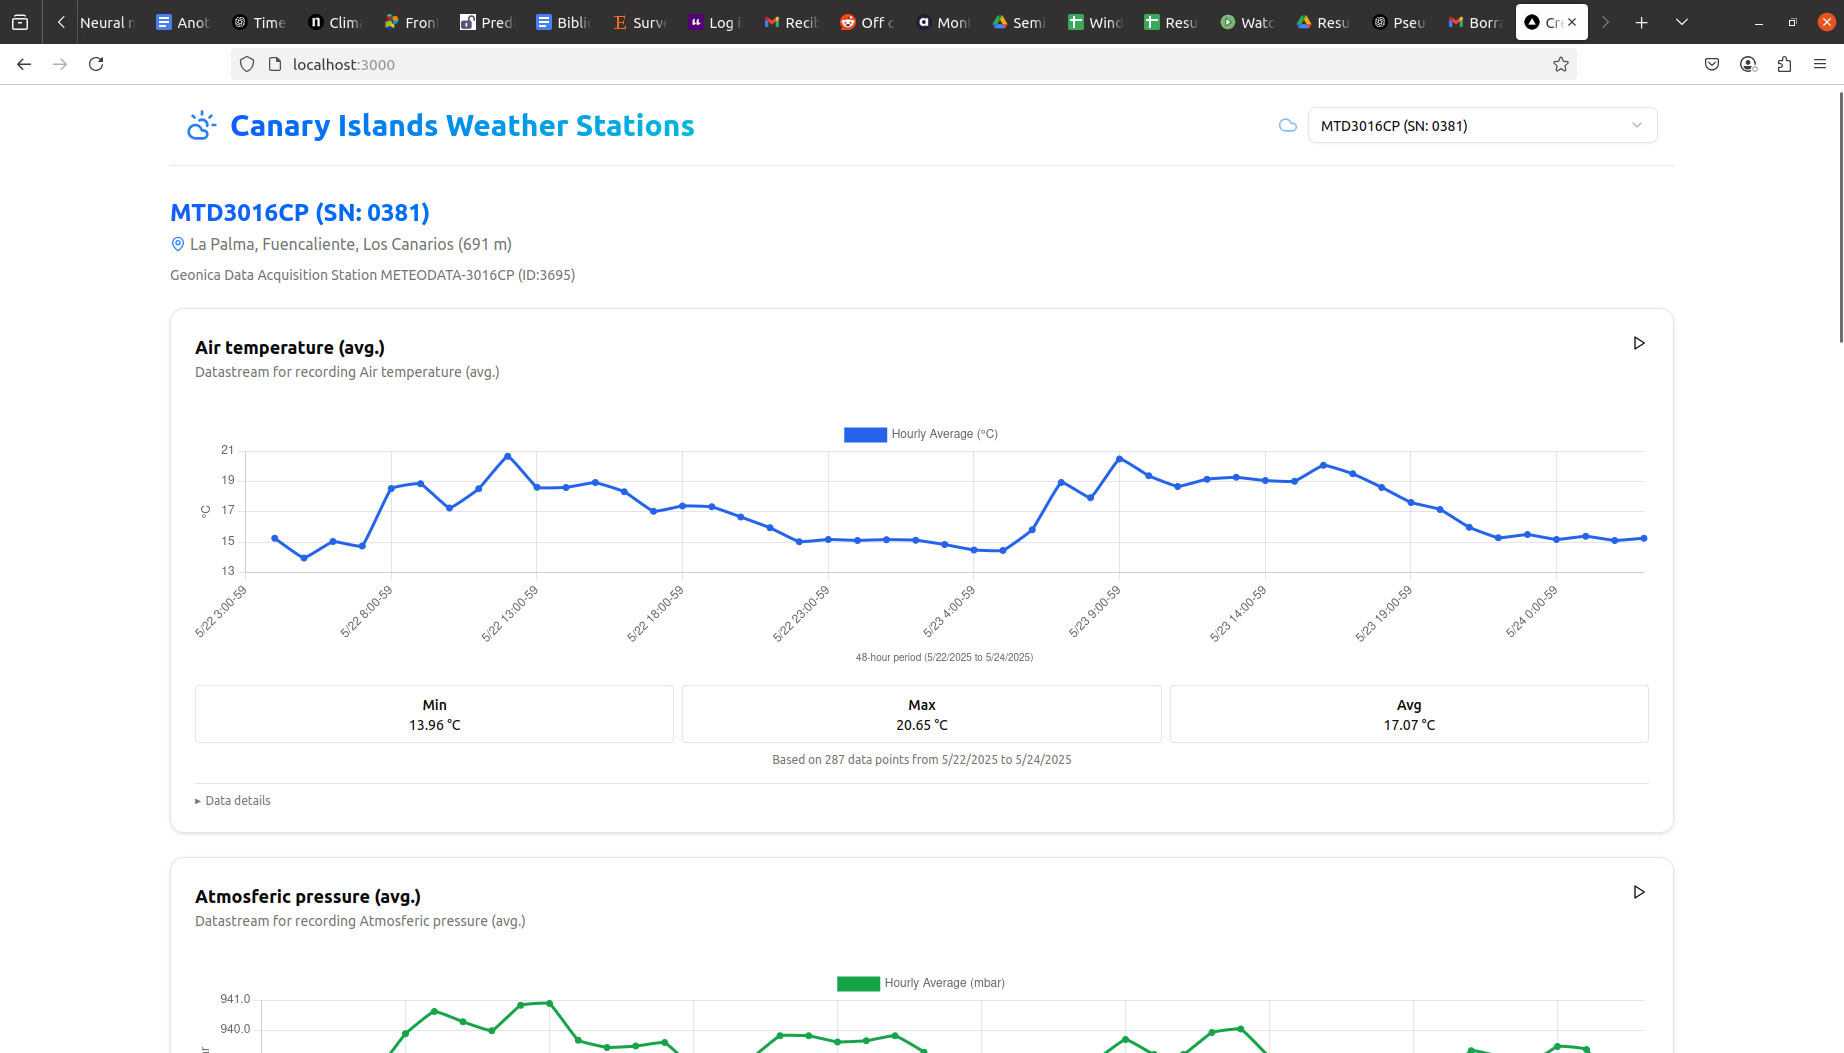 Neural n Anot Time Clim Fron Pred Biblio Surve Log i Recib Off c Mont Semi Wind Resu Watc Resu Pseu Borra Cre
localhost:3000
Canary Islands Weather Stations
MTD3016CP (SN: 0381)
MTD3016CP (SN: 0381)
La Palma, Fuencaliente, Los Canarios (691 m)
Geonica Data Acquisition Station METEODATA-3016CP (ID:3695)
Air temperature (avg.)
Datastream for recording Air temperature (avg.)
Hourly Average (°C)
21
19
17
15
13
°C
5/22 3:00-59 5/22 8:00-59 5/22 13:00-59 5/22 18:00-59 5/22 23:00-59 5/23 4:00-59 5/23 9:00-59 5/23 14:00-59 5/23 19:00-59 5/24 0:00-59
48-hour period (5/22/2025 to 5/24/2025)
Min
13.96 °C
Max
20.65 °C
Avg
17.07 °C
Based on 287 data points from 5/22/2025 to 5/24/2025
▸ Data details
Atmosferic pressure (avg.)
Datastream for recording Atmosferic pressure (avg.)
Hourly Average (mbar)
941.0
940.0